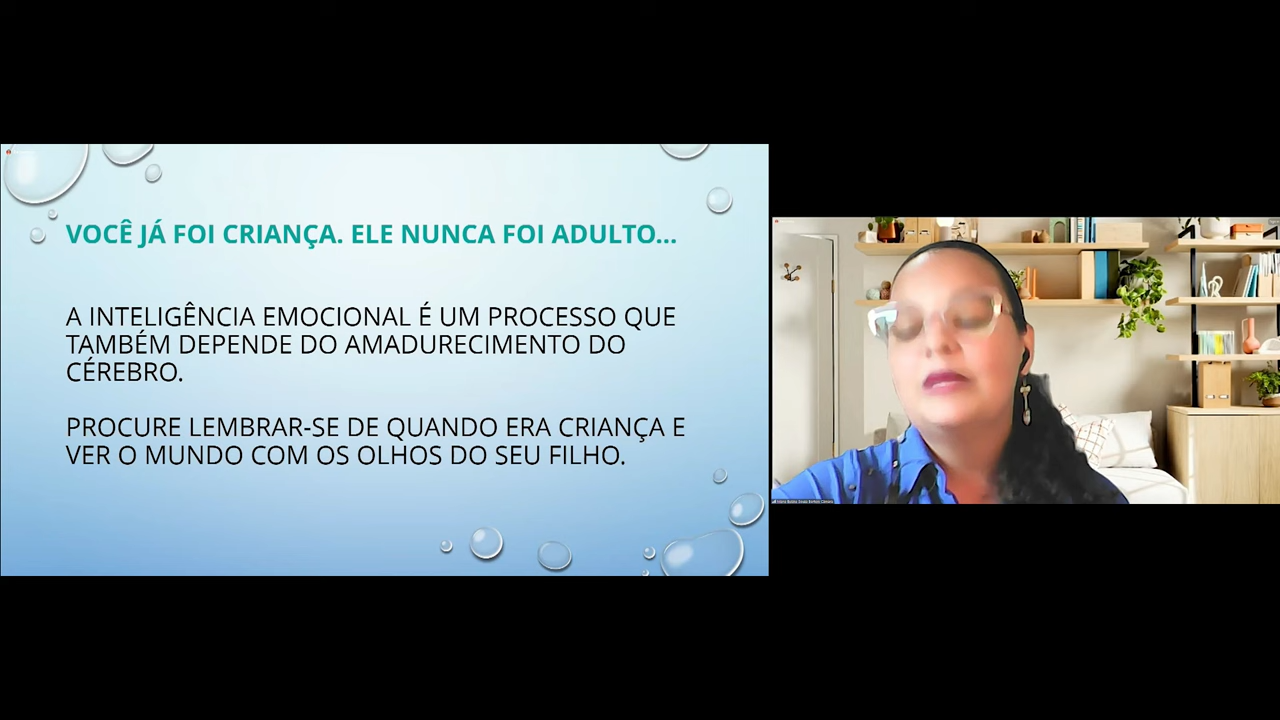 VOCÊ JÁ FOI CRIANÇA. ELE NUNCA FOI ADULTO...
A INTELIGÊNCIA EMOCIONAL É UM PROCESSO QUE
TAMBÉM DEPENDE DO AMADURECIMENTO DO
CÉREBRO.
PROCURE LEMBRAR-SE DE QUANDO ERA CRIANÇA E
VER O MUNDO COM OS OLHOS DO SEU FILHO.